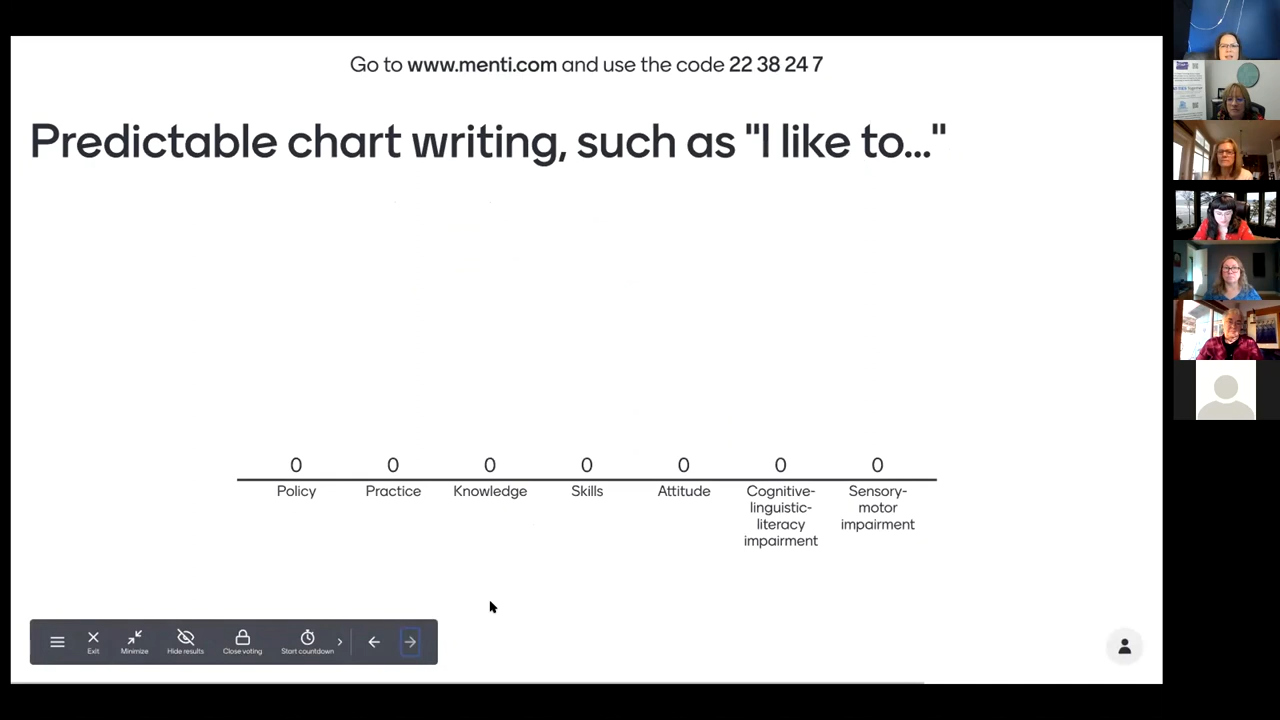 Go to www.menti.com and use the code 22 38 24 7
Predictable chart writing, such as "I like to..."
0 0 0 0 0 0 0
Policy Practice Knowledge Skills Attitude Cognitive- Sensory-
linguistic- motor
literacy impairment
impairment
Exit Minimize Hide results Close voting Start countdown